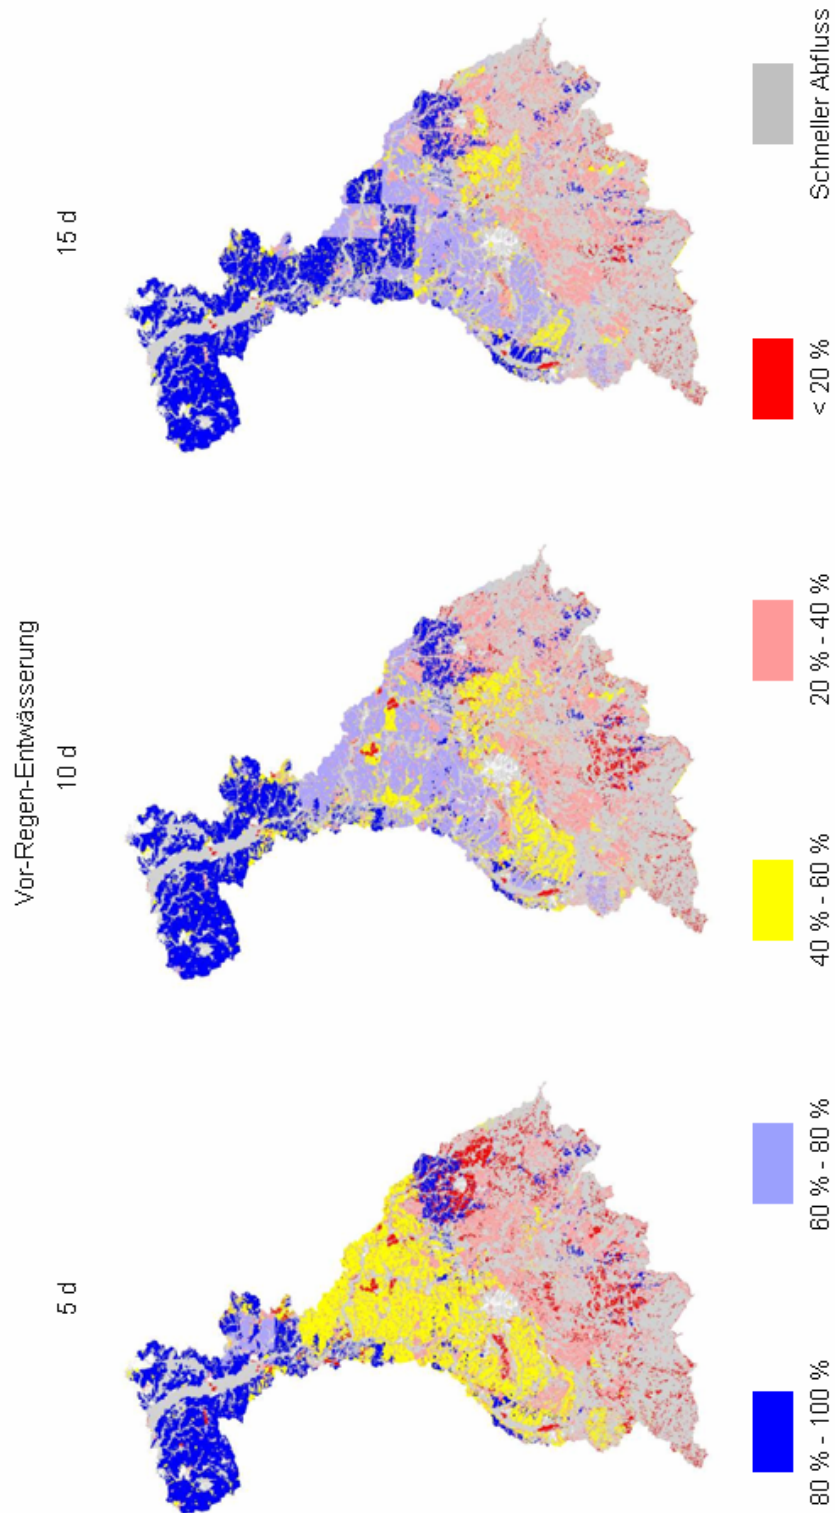 Vor-Regen-Entwässerung
5 d
10 d
15 d
80 % - 100 %
60 % - 80 %
40 % - 60 %
20 % - 40 %
< 20 %
Schneller Abfluss